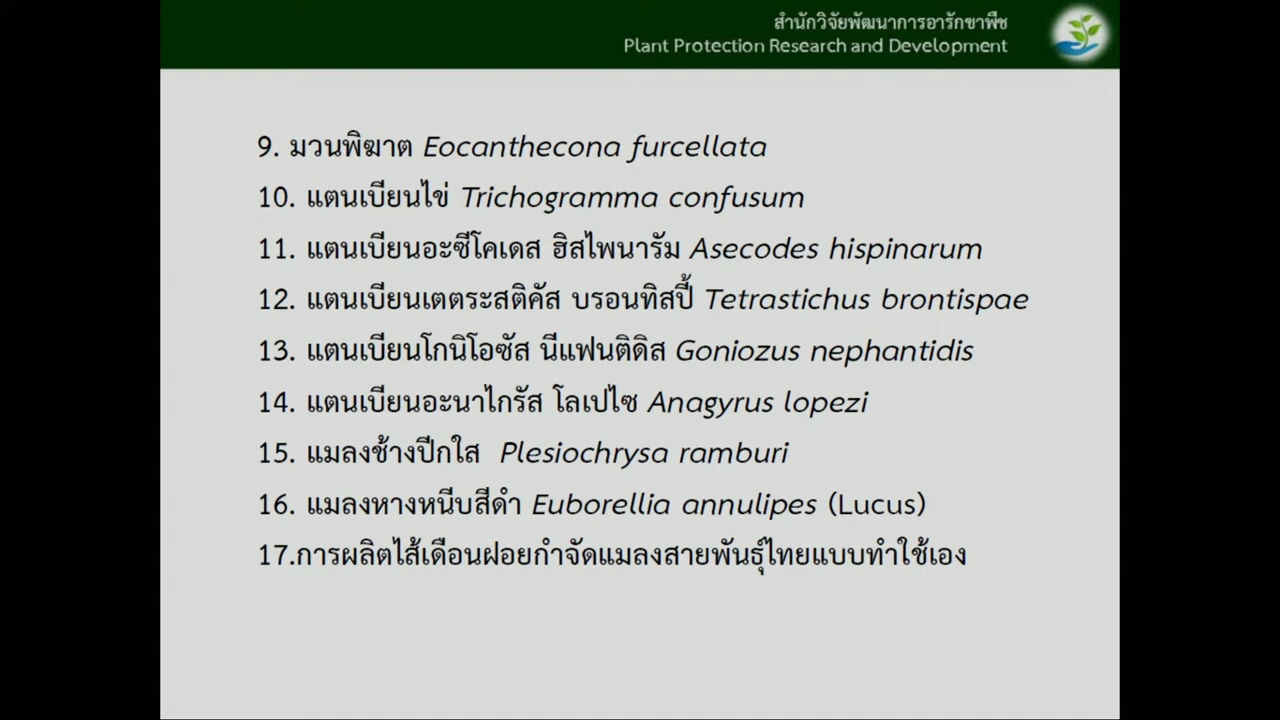 สำนักวิจัยพัฒนาการอารักขาพืช
Plant Protection Research and Development
9. มวนพิฆาต Eocanthecona furcellata
10. แตนเบียนไข่ Trichogramma confusum
11. แตนเบียนอะซีโคเดส ฮิสไพนารัม Asecodes hispinarum
12. แตนเบียนเตตระสติคัส บรอนทิสปี้ Tetrastichus brontispae
13. แตนเบียนโกนิโอซัส นีแฟนติดิส Goniozus nephantidis
14. แตนเบียนอะนาไกรัส โลเปไซ Anagyrus lopezi
15. แมลงช้างปีกใส Plesiochrysa ramburi
16. แมลงหางหนีบสีดำ Euborellia annulipes (Lucus)
17.การผลิตไส้เดือนฝอยกำจัดแมลงสายพันธุ์ไทยแบบทำใช้เอง